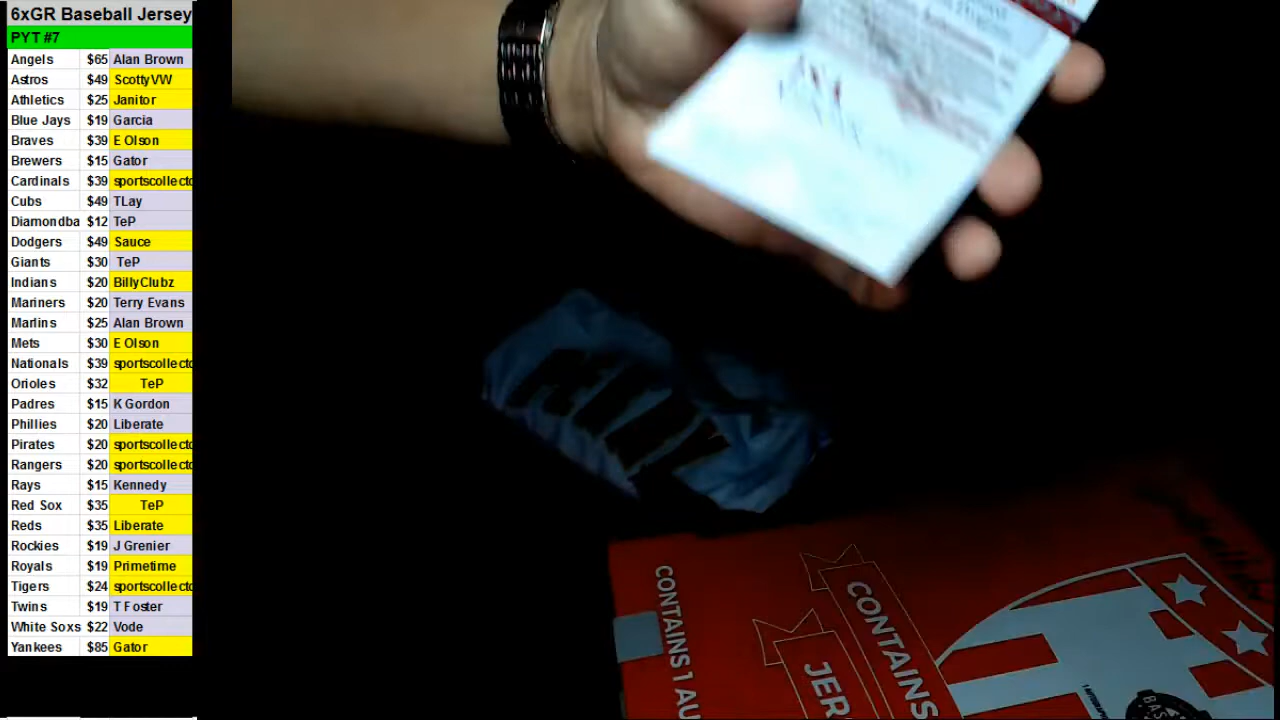 6xGR Baseball Jersey
PYT #7
Angels $65 Alan Brown
Astros $49 ScottyVW
Athletics $25 Janitor
Blue Jays $19 Garcia
Braves $39 E Olson
Brewers $15 Gator
Cardinals $39 sportscollecto
Cubs $49 TLay
Diamondba $12 TeP
Dodgers $49 Sauce
Giants $30 TeP
Indians $20 BillyClubz
Mariners $20 Terry Evans
Marlins $25 Alan Brown
Mets $30 E Olson
Nationals $39 sportscollecto
Orioles $32 TeP
Padres $15 K Gordon
Phillies $20 Liberate
Pirates $20 sportscollecto
Rangers $20 sportscollecto
Rays $15 Kennedy
Red Sox $35 TeP
Reds $35 Liberate
Rockies $19 J Grenier
Royals $19 Primetime
Tigers $24 sportscollecto
Twins $19 T Foster
White Soxs $22 Vode
Yankees $85 Gator
CONTAINS 1 AU
CONTAINS
JER